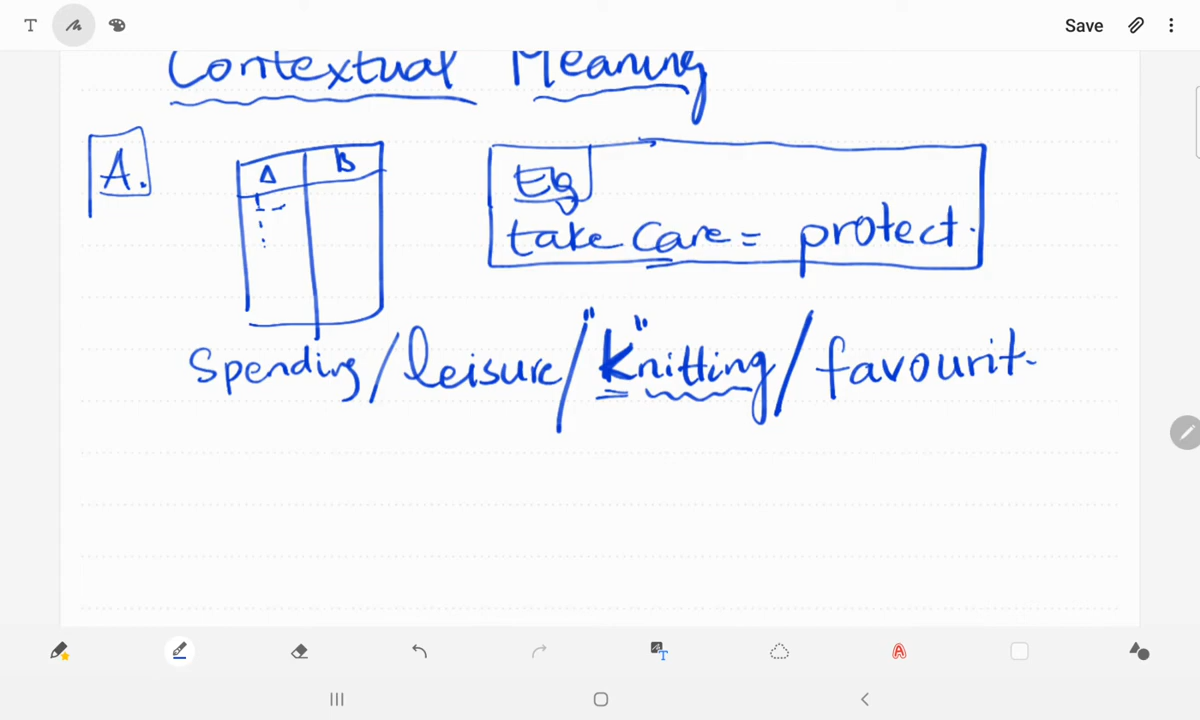 Save
Contextual Meaning
A.
A B
Eg
take care = protect.
Spending/leisure/"Knitting"/favourit